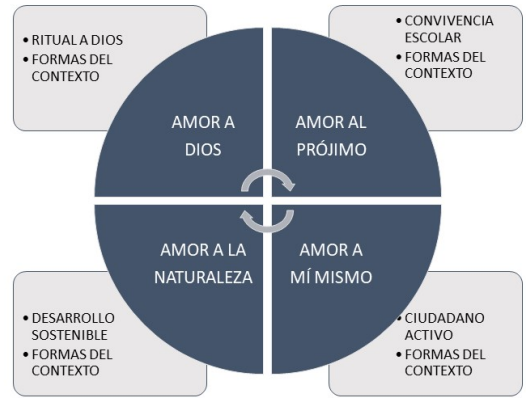 • RITUAL A DIOS
• FORMAS DEL
CONTEXTO
• CONVIVENCIA
ESCOLAR
• FORMAS DEL
CONTEXTO
AMOR A
DIOS
AMOR AL
PRÓJIMO
AMOR A LA
NATURALEZA
AMOR A
MÍ MISMO
• DESARROLLO
SOSTENIBLE
• FORMAS DEL
CONTEXTO
• CIUDADANO
ACTIVO
• FORMAS DEL
CONTEXTO